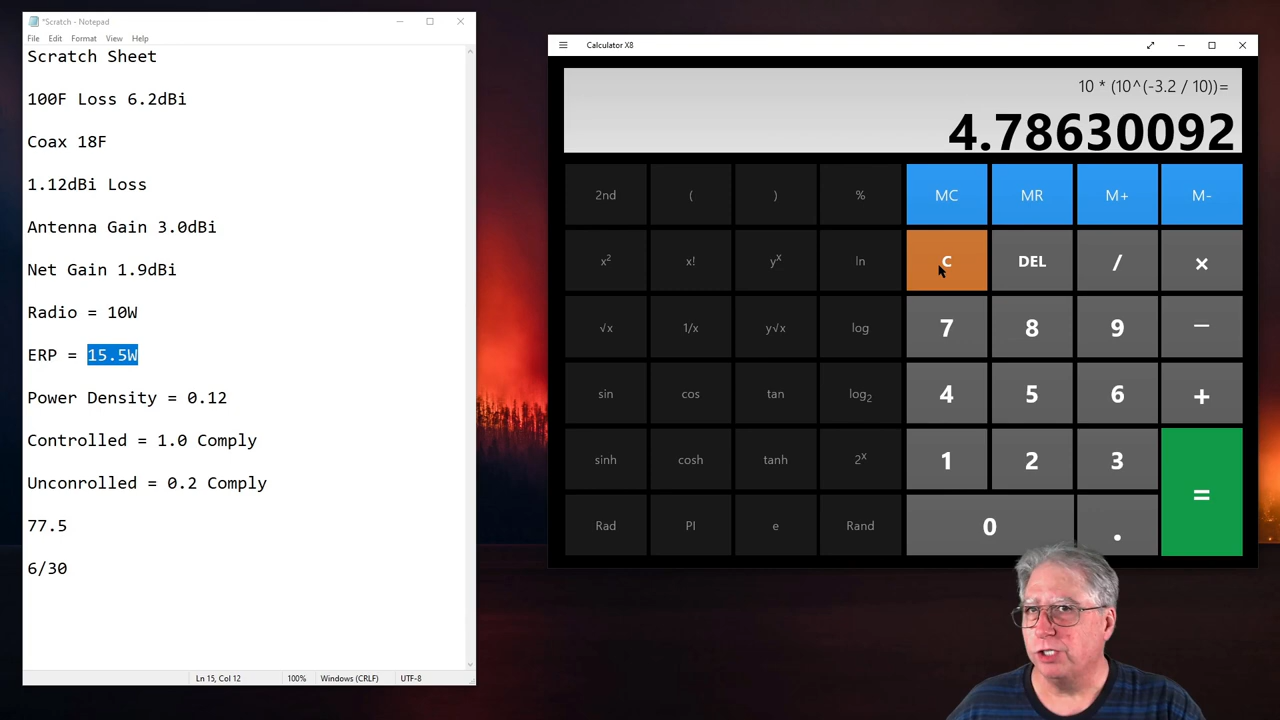 *Scratch - Notepad
File Edit Format View Help
Scratch Sheet
100F Loss 6.2dBi
Coax 18F
1.12dBi Loss
Antenna Gain 3.0dBi
Net Gain 1.9dBi
Radio = 10W
ERP = 15.5W
Power Density = 0.12
Controlled = 1.0 Comply
Unconrolled = 0.2 Comply
77.5
6/30
Ln 15, Col 12 100% Windows (CRLF) UTF-8
Calculator X8
10 * (10^(-3.2 / 10))=
4.78630092
2nd ( ) % MC MR M+ M-
x² x! yˣ ln C DEL / ×
√x 1/x y√x log 7 8 9 −
sin cos tan log₂ 4 5 6 +
sinh cosh tanh 2ˣ 1 2 3 =
Rad PI e Rand 0 .